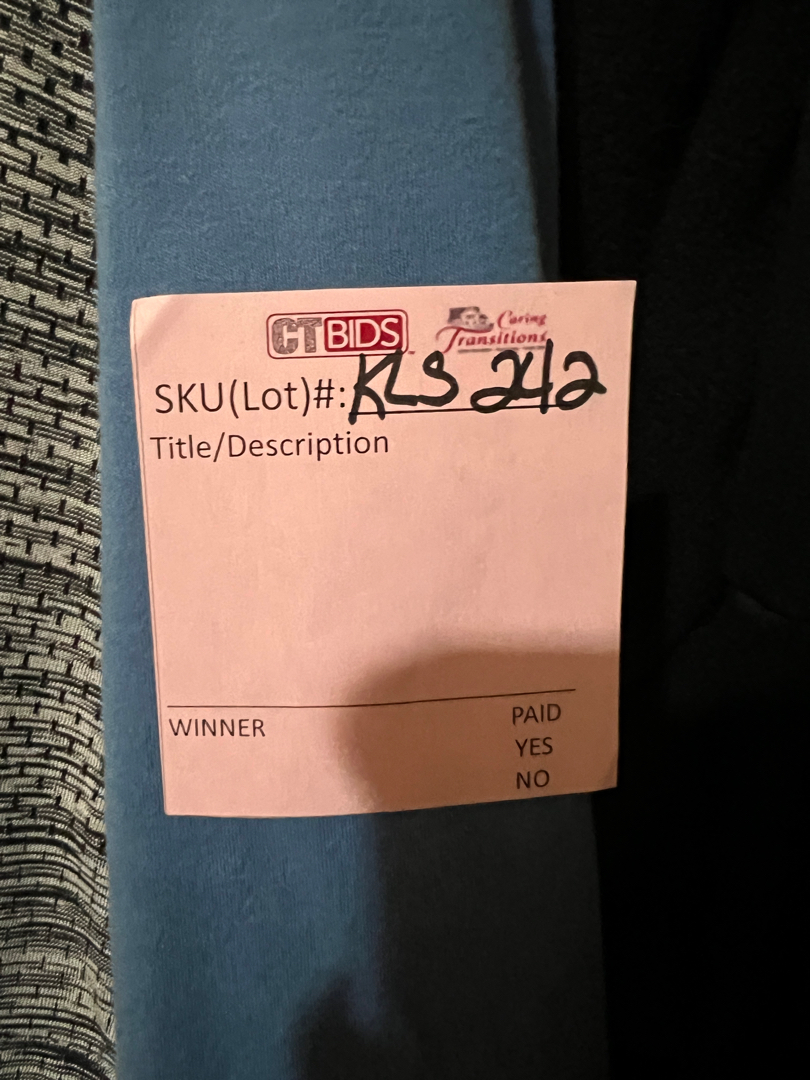 CTBIDS
Caring
Transitions
SKU(Lot)#: KLS 242
Title/Description
WINNER
PAID
YES
NO